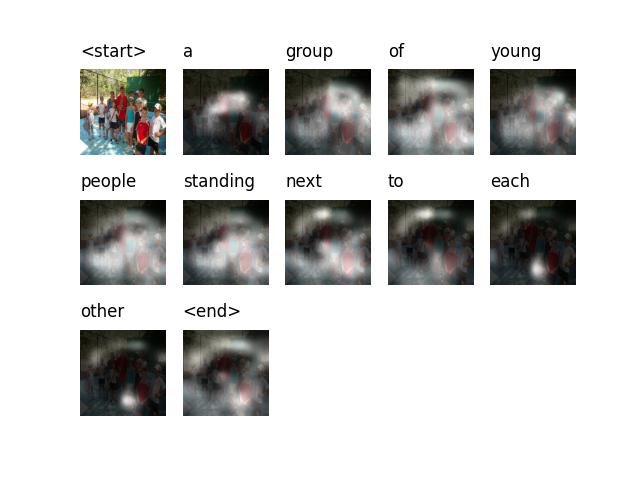 <start> a group of young
people standing next to each
other <end>